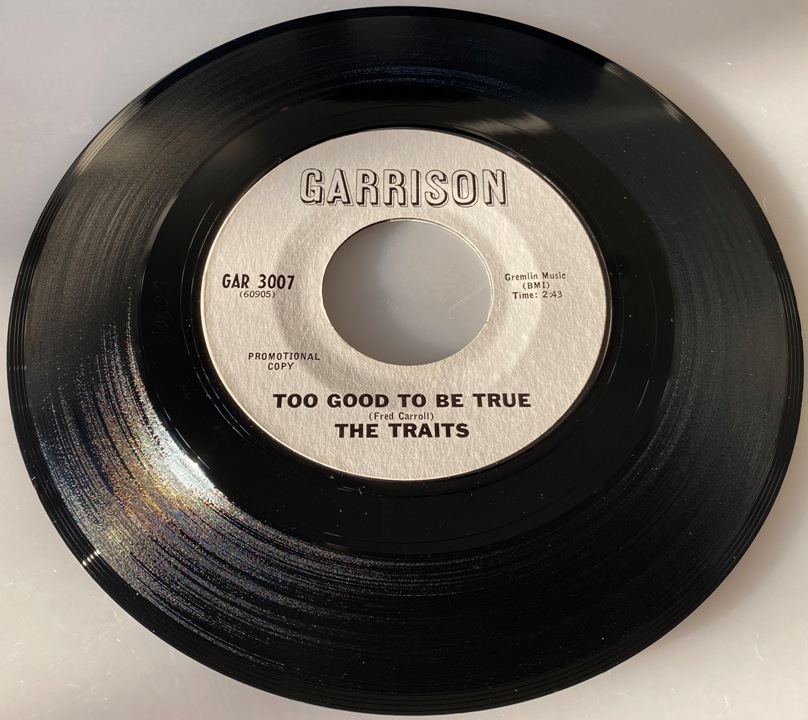 GARRISON
GAR 3007
(60905)
Gremlin Music
(BMI)
Time: 2:43
PROMOTIONAL
COPY
TOO GOOD TO BE TRUE
(Fred Carroll)
THE TRAITS